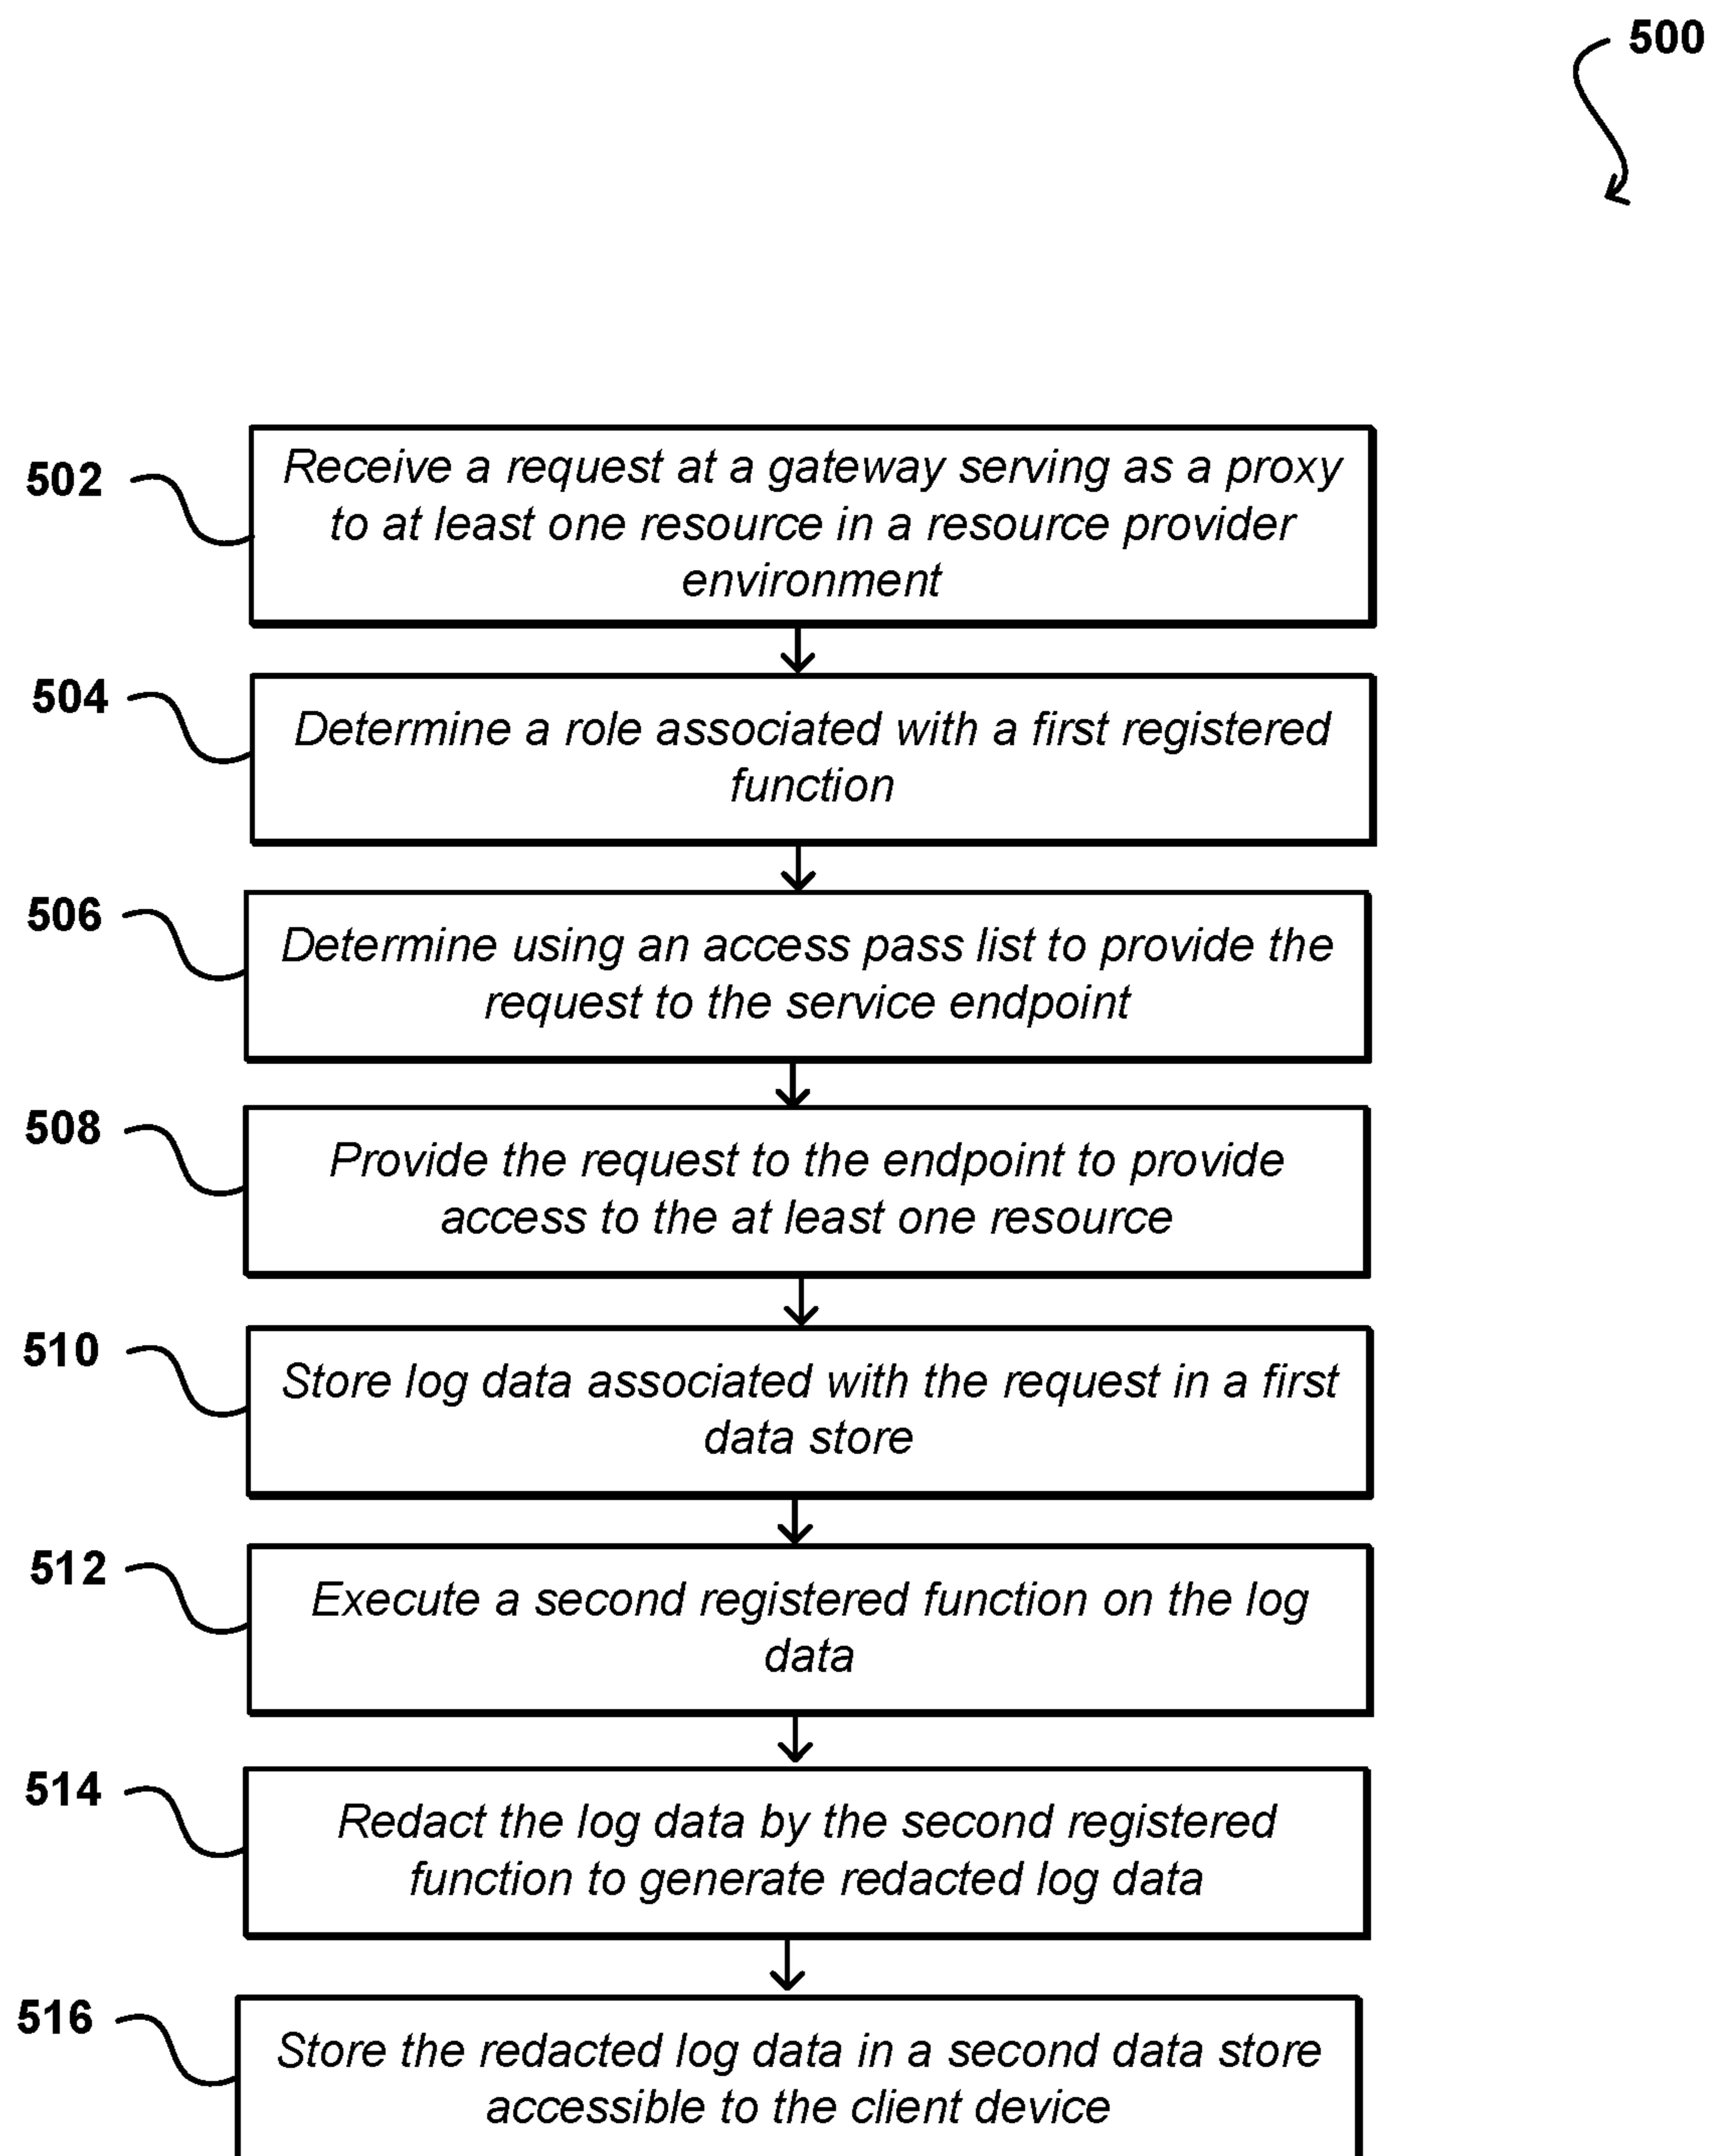 500
502
Receive a request at a gateway serving as a proxy
to at least one resource in a resource provider
environment
504
Determine a role associated with a first registered
function
506
Determine using an access pass list to provide the
request to the service endpoint
508
Provide the request to the endpoint to provide
access to the at least one resource
510
Store log data associated with the request in a first
data store
512
Execute a second registered function on the log
data
514
Redact the log data by the second registered
function to generate redacted log data
516
Store the redacted log data in a second data store
accessible to the client device